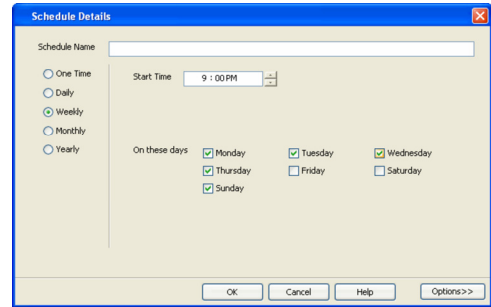 Schedule Details
Schedule Name
One Time
Daily
Weekly
Monthly
Yearly
Start Time 9 : 00 PM
On these days
Monday Tuesday Wednesday
Thursday Friday Saturday
Sunday
OK Cancel Help Options>>